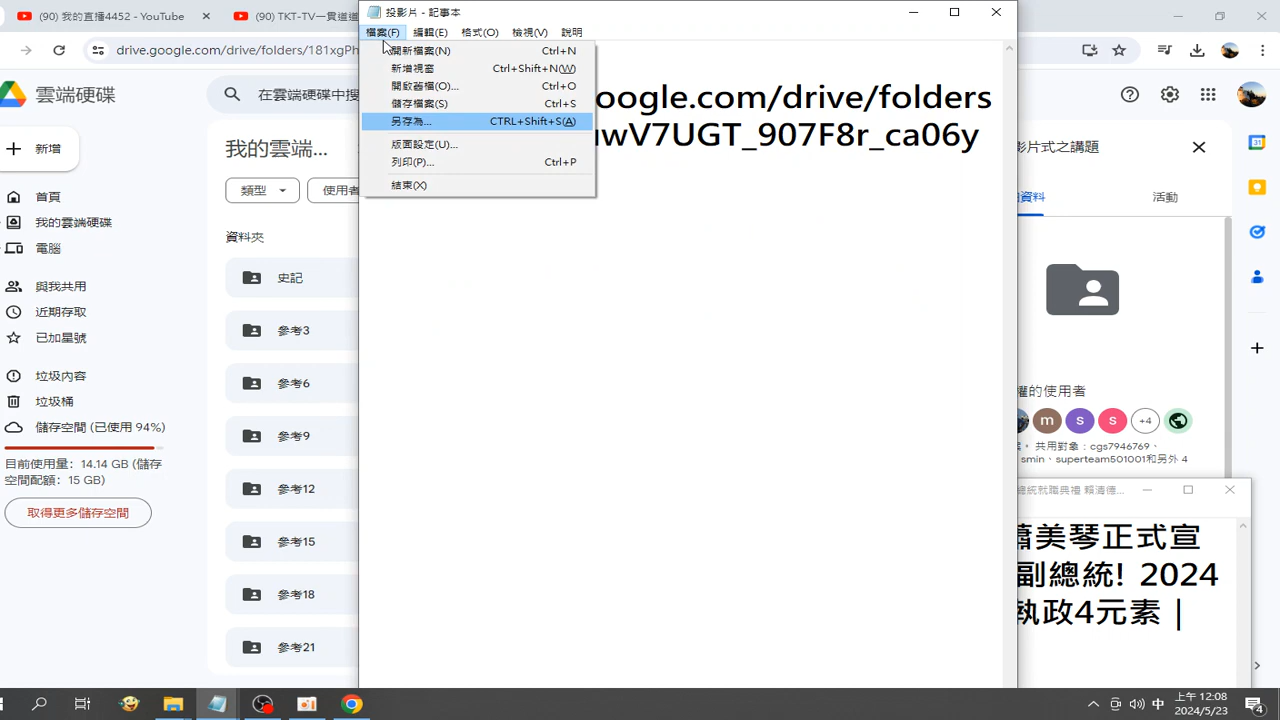 (90) 我的直播4452 - YouTube
(90) TKT-TV一貫道道
投影片 - 記事本
檔案(F) 編輯(E) 格式(O) 檢視(V) 說明
開新檔案(N) Ctrl+N
新增視窗 Ctrl+Shift+N(W)
開啟舊檔(O)... Ctrl+O
儲存檔案(S) Ctrl+S
另存為... CTRL+Shift+S(A)
版面設定(U)...
列印(P)... Ctrl+P
結束(X)
drive.google.com/drive/folders/181xgPh
oogle.com/drive/folders
wV7UGT_907F8r_ca06y
雲端硬碟
在雲端硬碟中搜
新增
首頁
我的雲端硬碟
電腦
與我共用
近期存取
已加星號
垃圾內容
垃圾桶
儲存空間 (已使用 94%)
目前使用量：14.14 GB (儲存
空間配額：15 GB)
取得更多儲存空間
我的雲端...
類型
使用者
資料夾
史記
參考3
參考6
參考9
參考12
參考15
參考18
參考21
影片式之講題
資料
活動
31
權的使用者
m s s +4
共用對象：cgs7946769、
smin、superteam501001和另外 4
總統就職典禮 賴清德...
蕭美琴正式宣
副總統! 2024
執政4元素 |
中
上午 12:08
2024/5/23
4